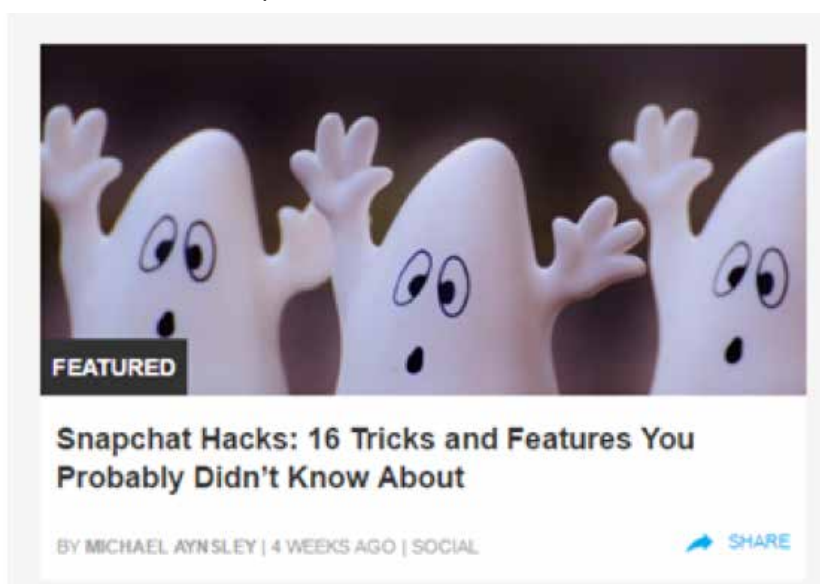 FEATURED
Snapchat Hacks: 16 Tricks and Features You
Probably Didn't Know About
BY MICHAEL AYNSLEY | 4 WEEKS AGO | SOCIAL
SHARE